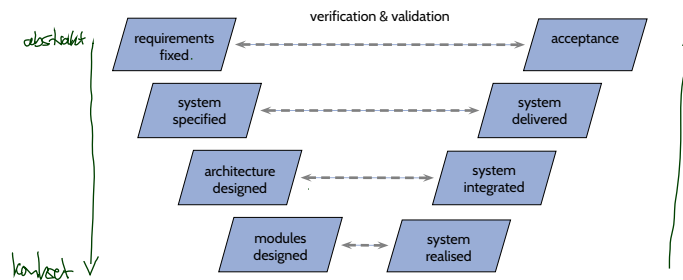 verification & validation
abstrakt
requirements
fixed.
acceptance
system
specified
system
delivered
architecture
designed
system
integrated
modules
designed
system
realised
konkret